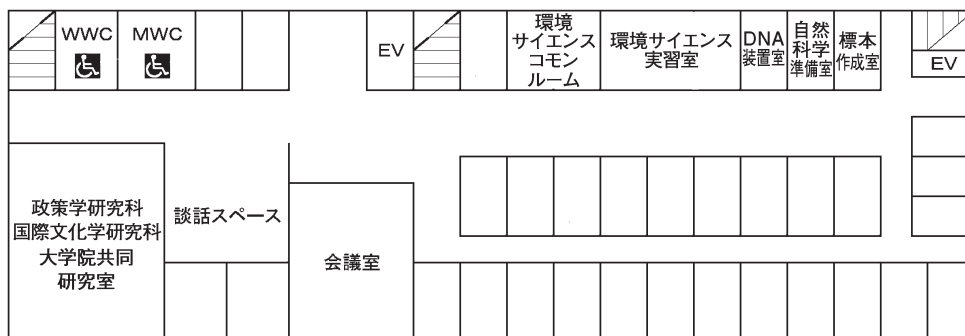 WWC
MWC
EV
環境
サイエンス
コモン
ルーム
環境サイエンス
実習室
DNA
装置室
自然
科学
準備室
標本
作成室
EV
政策学研究科
国際文化学研究科
大学院共同
研究室
談話スペース
会議室